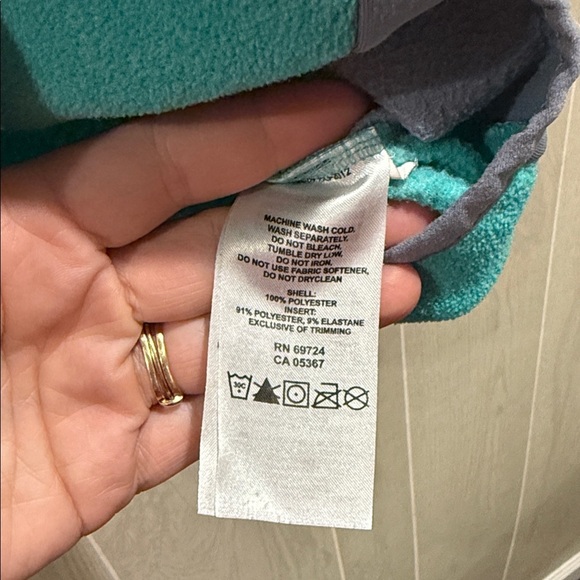 MACHINE WASH COLD.
WASH SEPARATELY.
DO NOT BLEACH.
TUMBLE DRY LOW.
DO NOT IRON.
DO NOT USE FABRIC SOFTENER,
DO NOT DRYCLEAN
SHELL:
100% POLYESTER
INSERT:
91% POLYESTER, 9% ELASTANE
EXCLUSIVE OF TRIMMING
RN 69724
CA 05367
30C